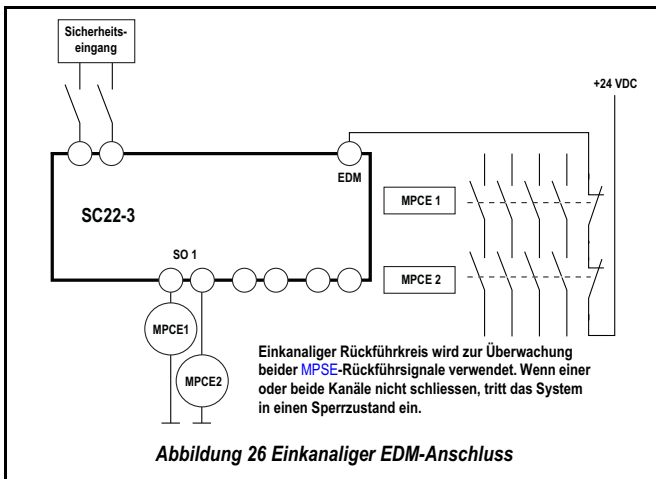 Sicherheits-
eingang
+24 VDC
EDM
SC22-3
MPCE 1
SO 1
MPCE 2
MPCE1
MPCE2
Einkanaliger Rückführkreis wird zur Überwachung
beider MPSE-Rückführsignale verwendet. Wenn einer
oder beide Kanäle nicht schliessen, tritt das System
in einen Sperrzustand ein.
Abbildung 26 Einkanaliger EDM-Anschluss